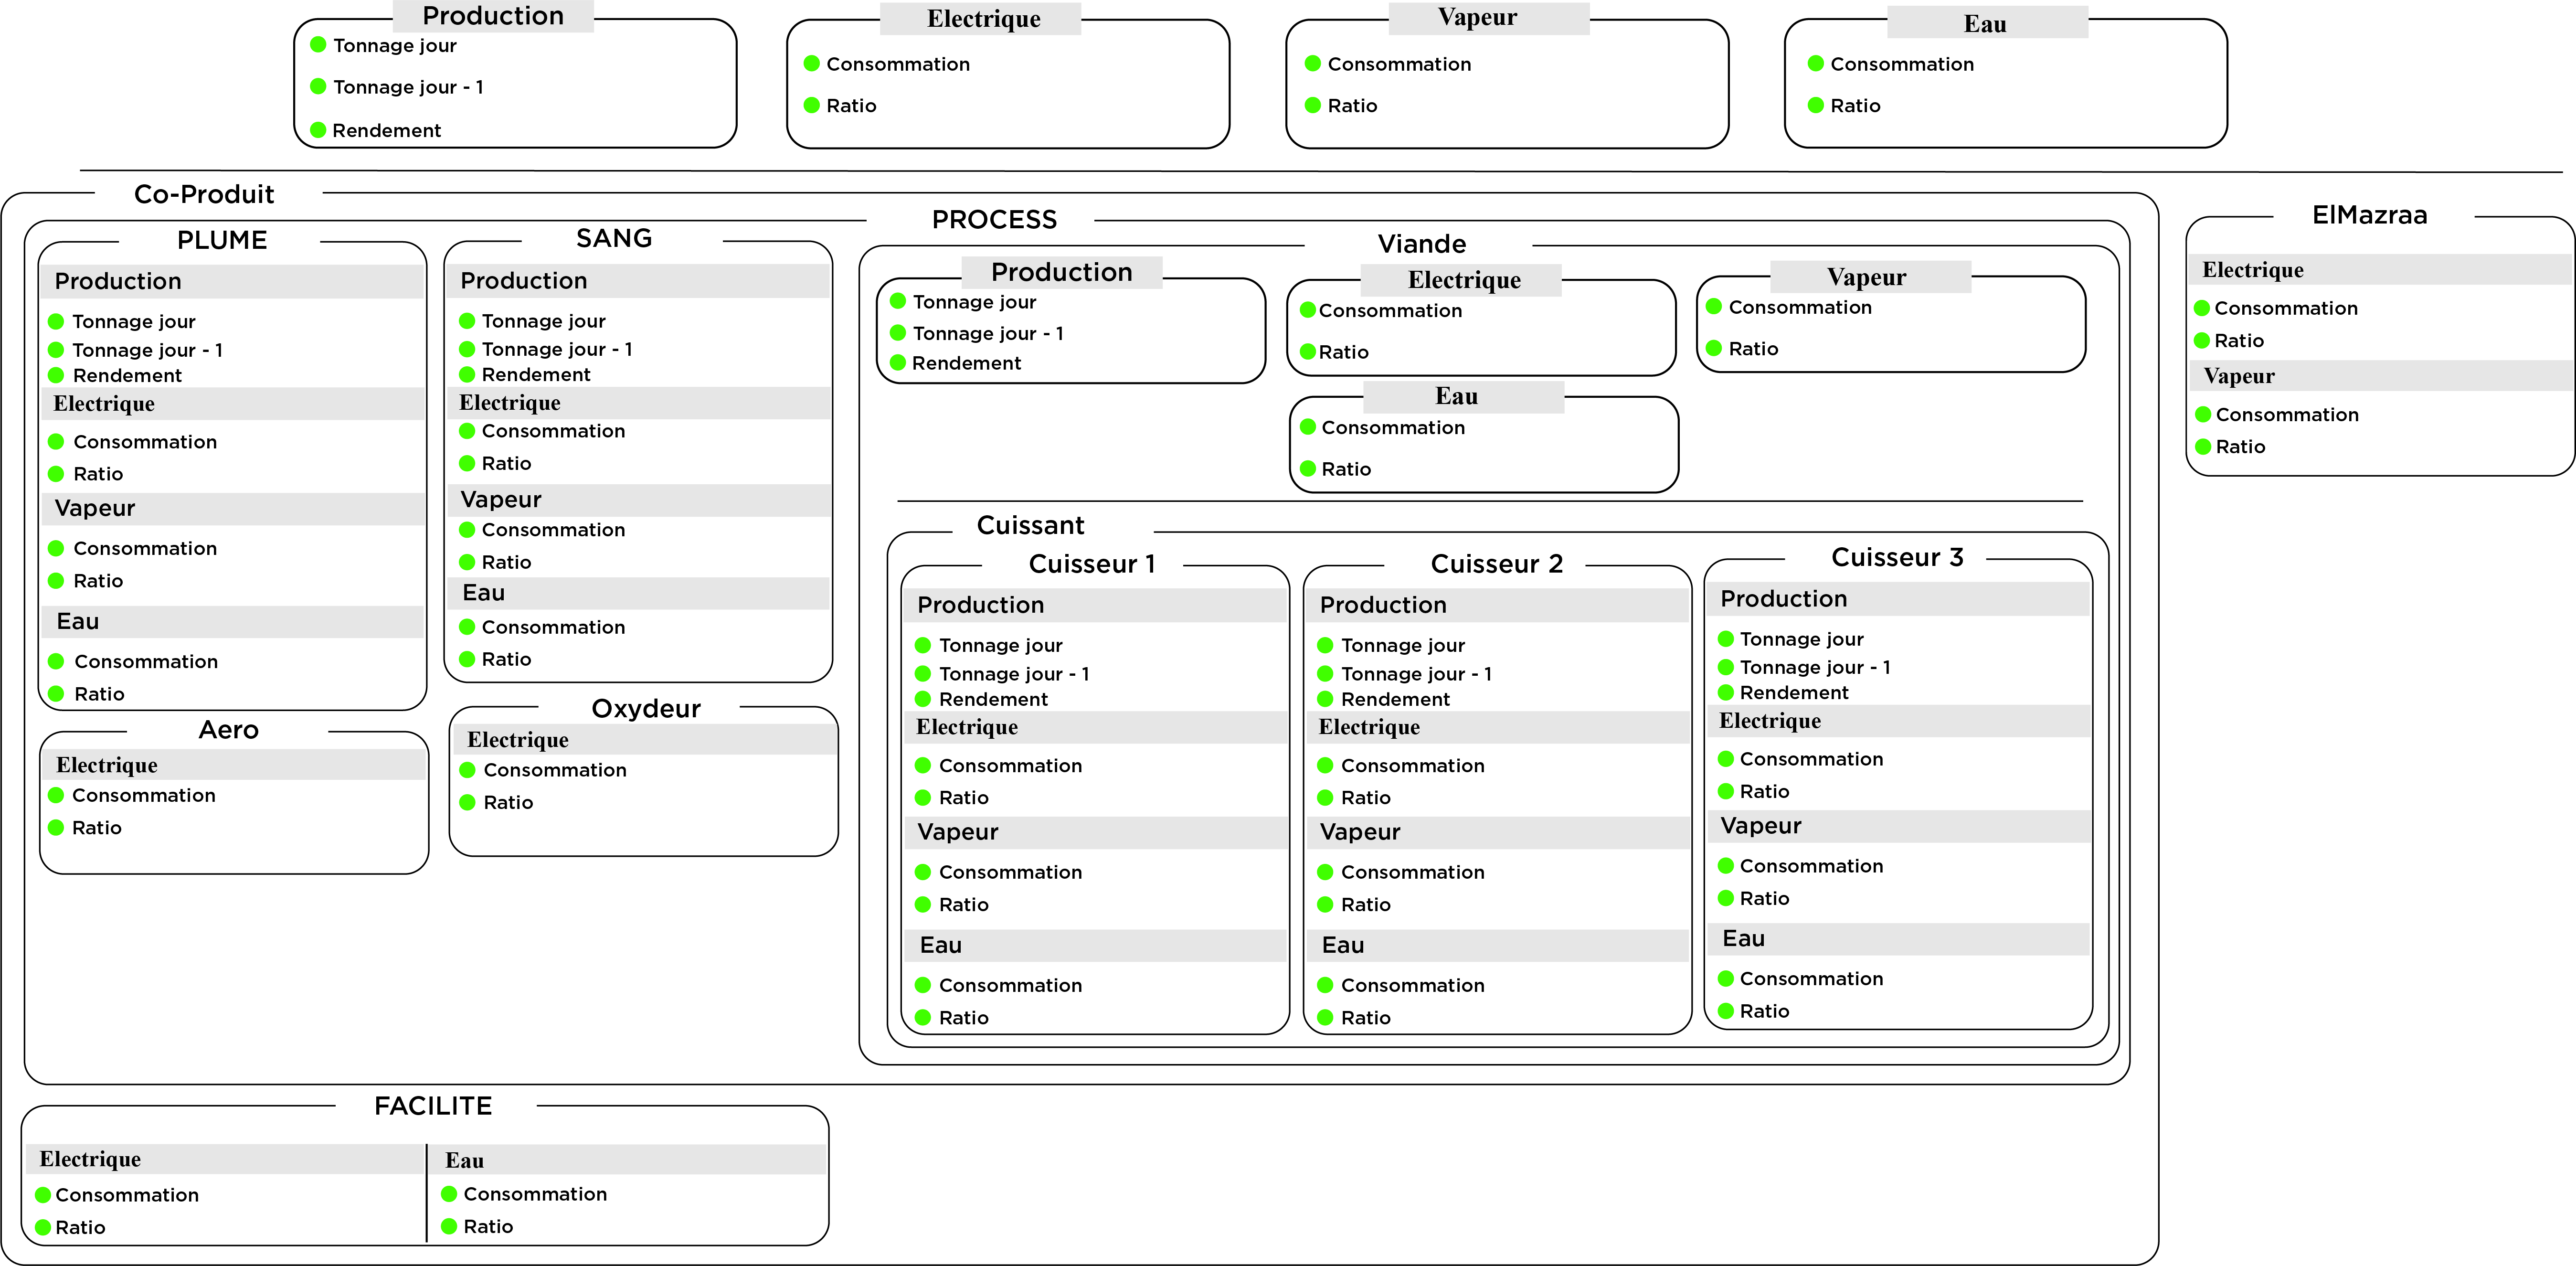 Production
Tonnage jour
Tonnage jour - 1
Rendement
Electrique
Consommation
Ratio
Vapeur
Consommation
Ratio
Eau
Consommation
Ratio
Co-Produit
PROCESS
PLUME
Production
Tonnage jour
Tonnage jour - 1
Rendement
Electrique
Consommation
Ratio
Vapeur
Consommation
Ratio
Eau
Consommation
Ratio
SANG
Production
Tonnage jour
Tonnage jour - 1
Rendement
Electrique
Consommation
Ratio
Vapeur
Consommation
Ratio
Eau
Consommation
Ratio
Aero
Electrique
Consommation
Ratio
Oxydeur
Electrique
Consommation
Ratio
Viande
Production
Tonnage jour
Tonnage jour - 1
Rendement
Electrique
Consommation
Ratio
Vapeur
Consommation
Ratio
Eau
Consommation
Ratio
Cuissant
Cuisseur 1
Production
Tonnage jour
Tonnage jour - 1
Rendement
Electrique
Consommation
Ratio
Vapeur
Consommation
Ratio
Eau
Consommation
Ratio
Cuisseur 2
Production
Tonnage jour
Tonnage jour - 1
Rendement
Electrique
Consommation
Ratio
Vapeur
Consommation
Ratio
Eau
Consommation
Ratio
Cuisseur 3
Production
Tonnage jour
Tonnage jour - 1
Rendement
Electrique
Consommation
Ratio
Vapeur
Consommation
Ratio
Eau
Consommation
Ratio
FACILITE
Electrique
Consommation
Ratio
Eau
Consommation
Ratio
ElMazraa
Electrique
Consommation
Ratio
Vapeur
Consommation
Ratio